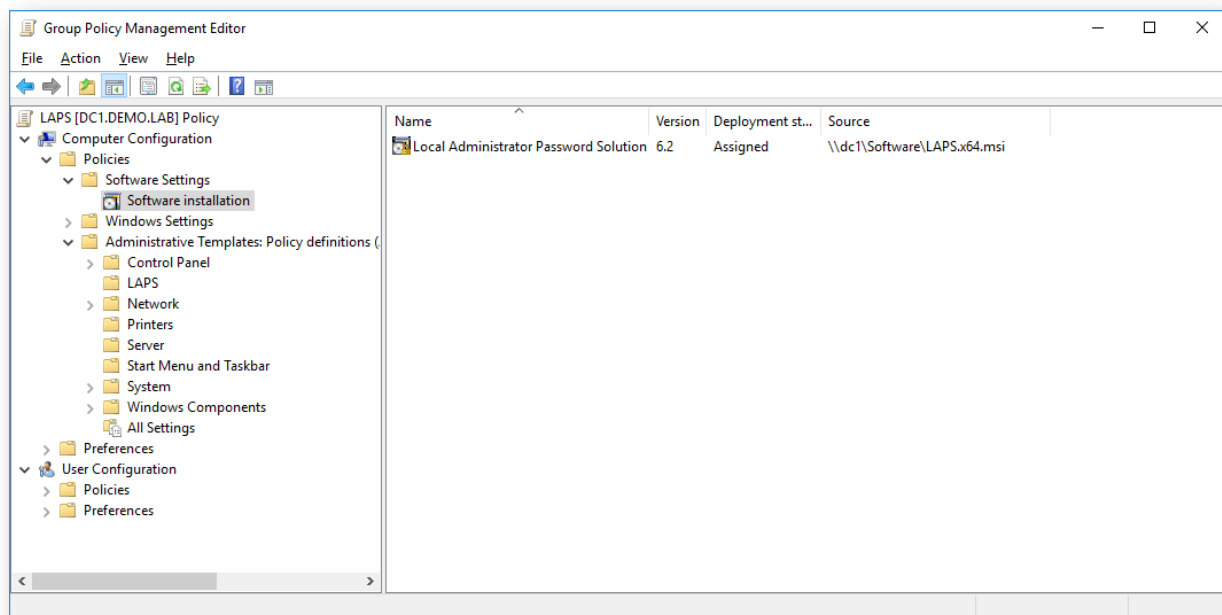 Group Policy Management Editor
File Action View Help
LAPS [DC1.DEMO.LAB] Policy
Computer Configuration
Policies
Software Settings
Software installation
Windows Settings
Administrative Templates: Policy definitions (.
Control Panel
LAPS
Network
Printers
Server
Start Menu and Taskbar
System
Windows Components
All Settings
Preferences
User Configuration
Policies
Preferences
Name Version Deployment st... Source
Local Administrator Password Solution 6.2 Assigned \\dc1\Software\LAPS.x64.msi